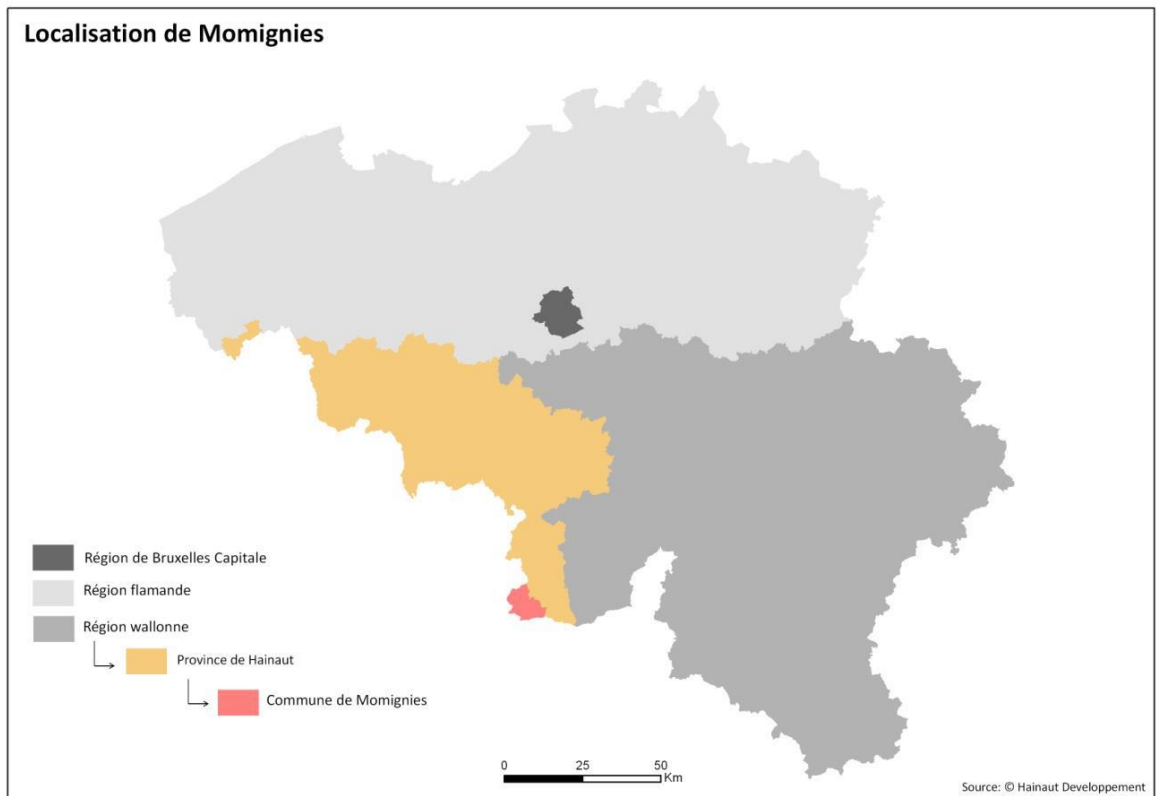 Localisation de Momignies
Région de Bruxelles Capitale
Région flamande
Région wallonne
Province de Hainaut
Commune de Momignies
0 25 50
Km
Source: © Hainaut Developpement